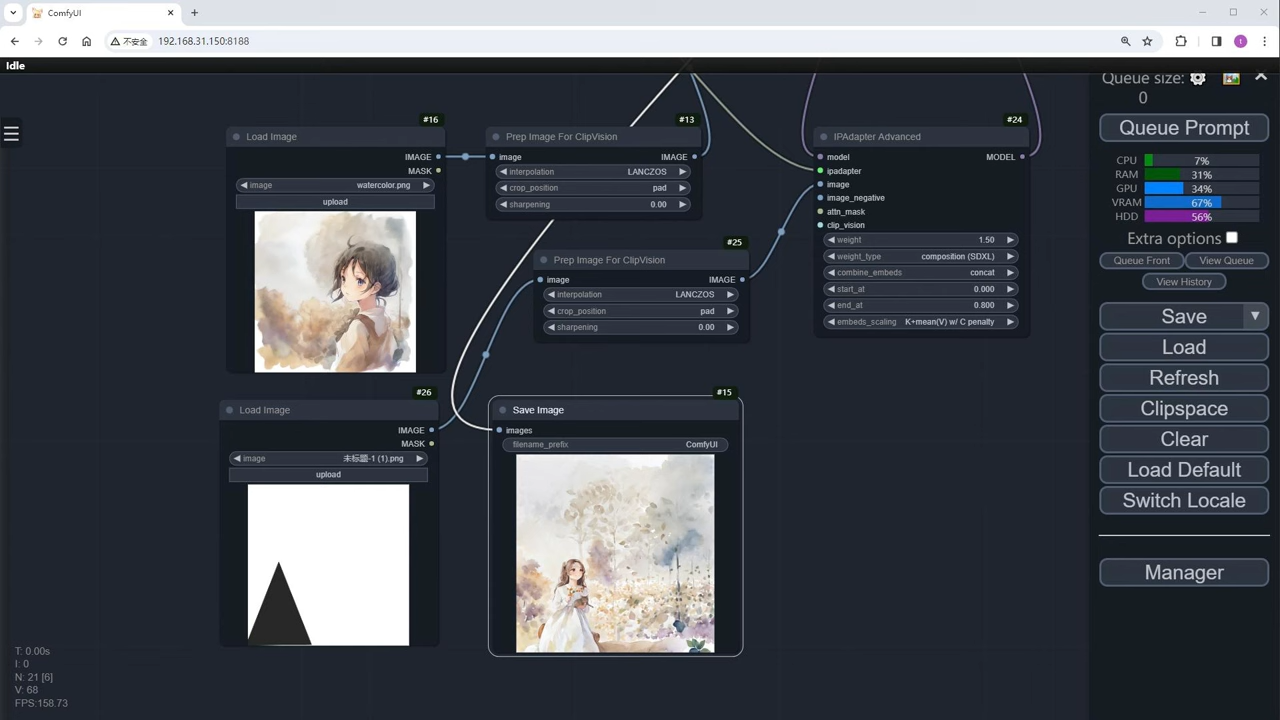 ComfyUI
不安全 192.168.31.150:8188
Idle
Queue size:
0
Queue Prompt
CPU 7%
RAM 31%
GPU 34%
VRAM 67%
HDD 56%
Extra options
Queue Front View Queue
View History
Save
Load
Refresh
Clipspace
Clear
Load Default
Switch Locale
Manager
#16
Load Image
IMAGE
MASK
image watercolor.png
upload
#13
Prep Image For ClipVision
image IMAGE
interpolation LANCZOS
crop_position pad
sharpening 0.00
#24
IPAdapter Advanced
model MODEL
ipadapter
image
image_negative
attn_mask
clip_vision
weight 1.50
weight_type composition (SDXL)
combine_embeds concat
start_at 0.000
end_at 0.800
embeds_scaling K+mean(V) w/ C penalty
#25
Prep Image For ClipVision
image IMAGE
interpolation LANCZOS
crop_position pad
sharpening 0.00
#26
Load Image
IMAGE
MASK
image 未标题-1 (1).png
upload
#15
Save Image
images
filename_prefix ComfyUI
T: 0.00s
I: 0
N: 21 [6]
V: 68
FPS:158.73